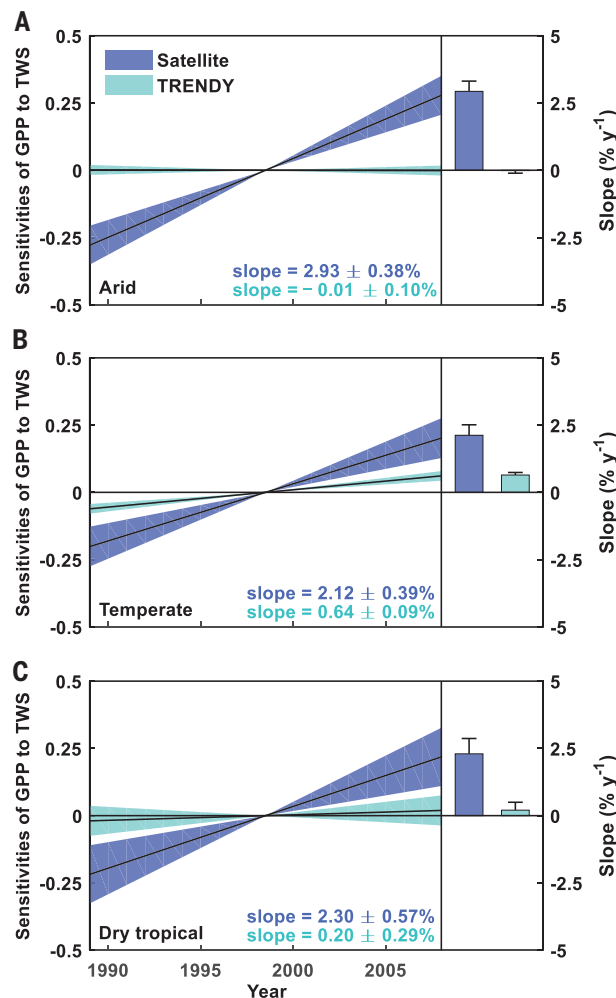 A
Sensitivities of GPP to TWS
0.5
0.25
0
-0.25
-0.5
Satellite
TRENDY
slope = 2.93 ± 0.38%
slope = − 0.01 ± 0.10%
Arid
5
2.5
0
-2.5
-5
Slope (% y⁻¹)
B
Sensitivities of GPP to TWS
0.5
0.25
0
-0.25
-0.5
slope = 2.12 ± 0.39%
slope = 0.64 ± 0.09%
Temperate
5
2.5
0
-2.5
-5
Slope (% y⁻¹)
C
Sensitivities of GPP to TWS
0.5
0.25
0
-0.25
-0.5
slope = 2.30 ± 0.57%
slope = 0.20 ± 0.29%
Dry tropical
5
2.5
0
-2.5
-5
Slope (% y⁻¹)
1990 1995 2000 2005
Year